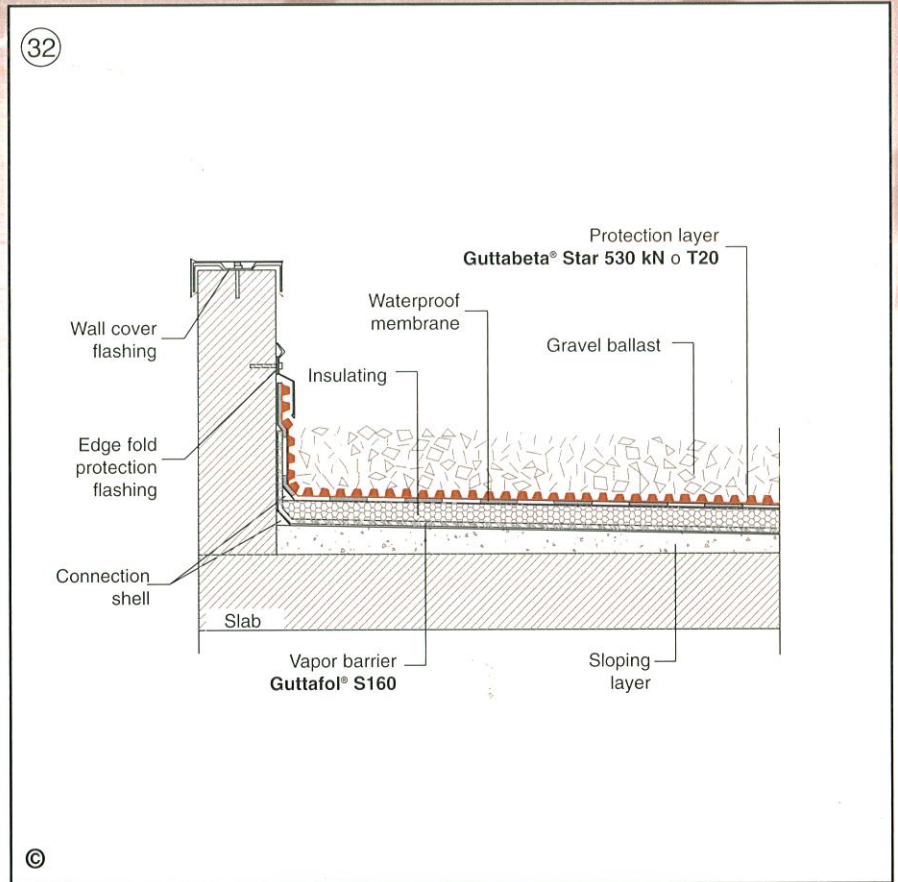 32
Protection layer
Guttabeta® Star 530 kN o T20
Waterproof
membrane
Wall cover
flashing
Gravel ballast
Insulating
Edge fold
protection
flashing
Connection
shell
Slab
Vapor barrier
Guttafol® S160
Sloping
layer
©